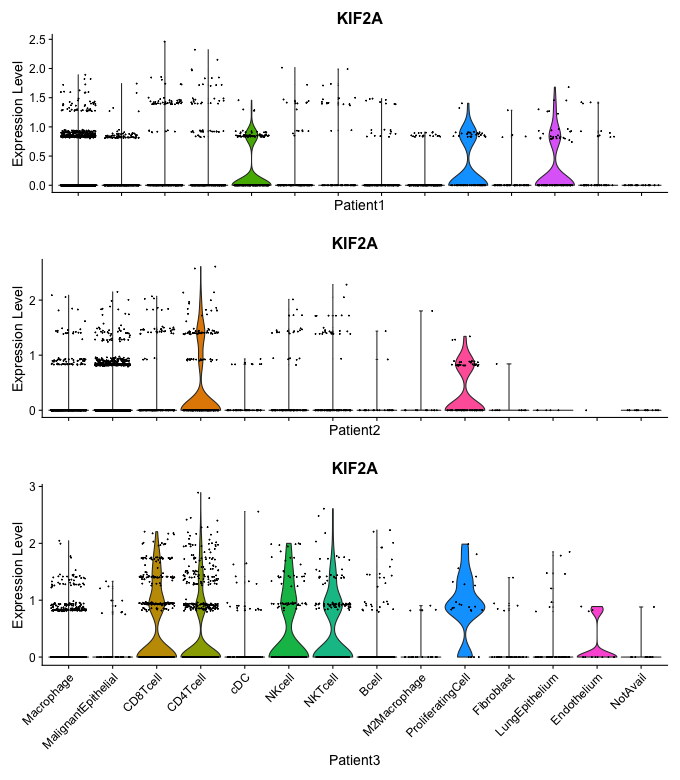 KIF2A
Expression Level
2.5
2.0
1.5
1.0
0.5
0.0
Patient1
KIF2A
Expression Level
2
1
0
Patient2
KIF2A
Expression Level
3
2
1
0
Macrophage
MalignantEpithelial
CD8Tcell
CD4Tcell
cDC
NKcell
NKTcell
Bcell
M2Macrophage
ProliferatingCell
Fibroblast
LungEpithelium
Endothelium
NotAvail
Patient3